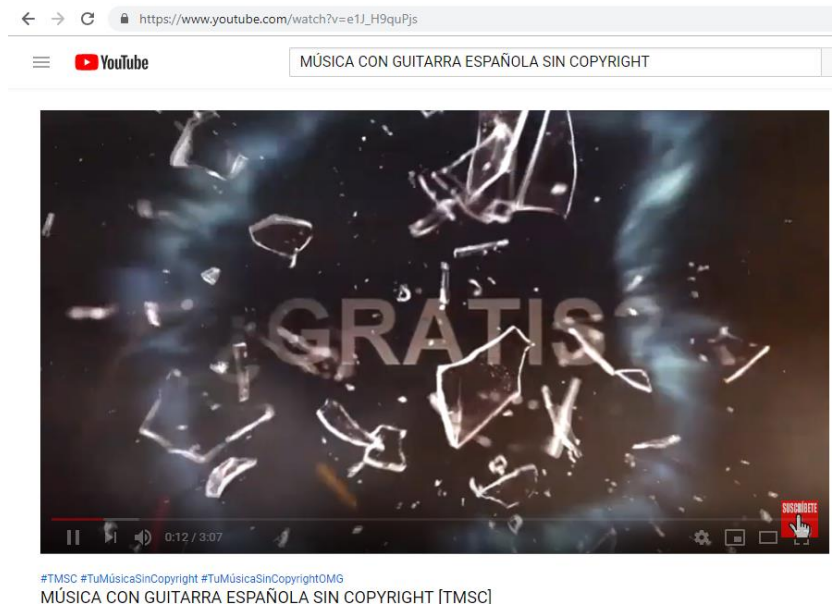 https://www.youtube.com/watch?v=e1J_H9quPjs
YouTube
MÚSICA CON GUITARRA ESPAÑOLA SIN COPYRIGHT
¿GRATIS?
SUSCRÍBETE
0:12 / 3:07
#TMSC #TuMúsicaSinCopyright #TuMúsicaSinCopyrightOMG
MÚSICA CON GUITARRA ESPAÑOLA SIN COPYRIGHT [TMSC]